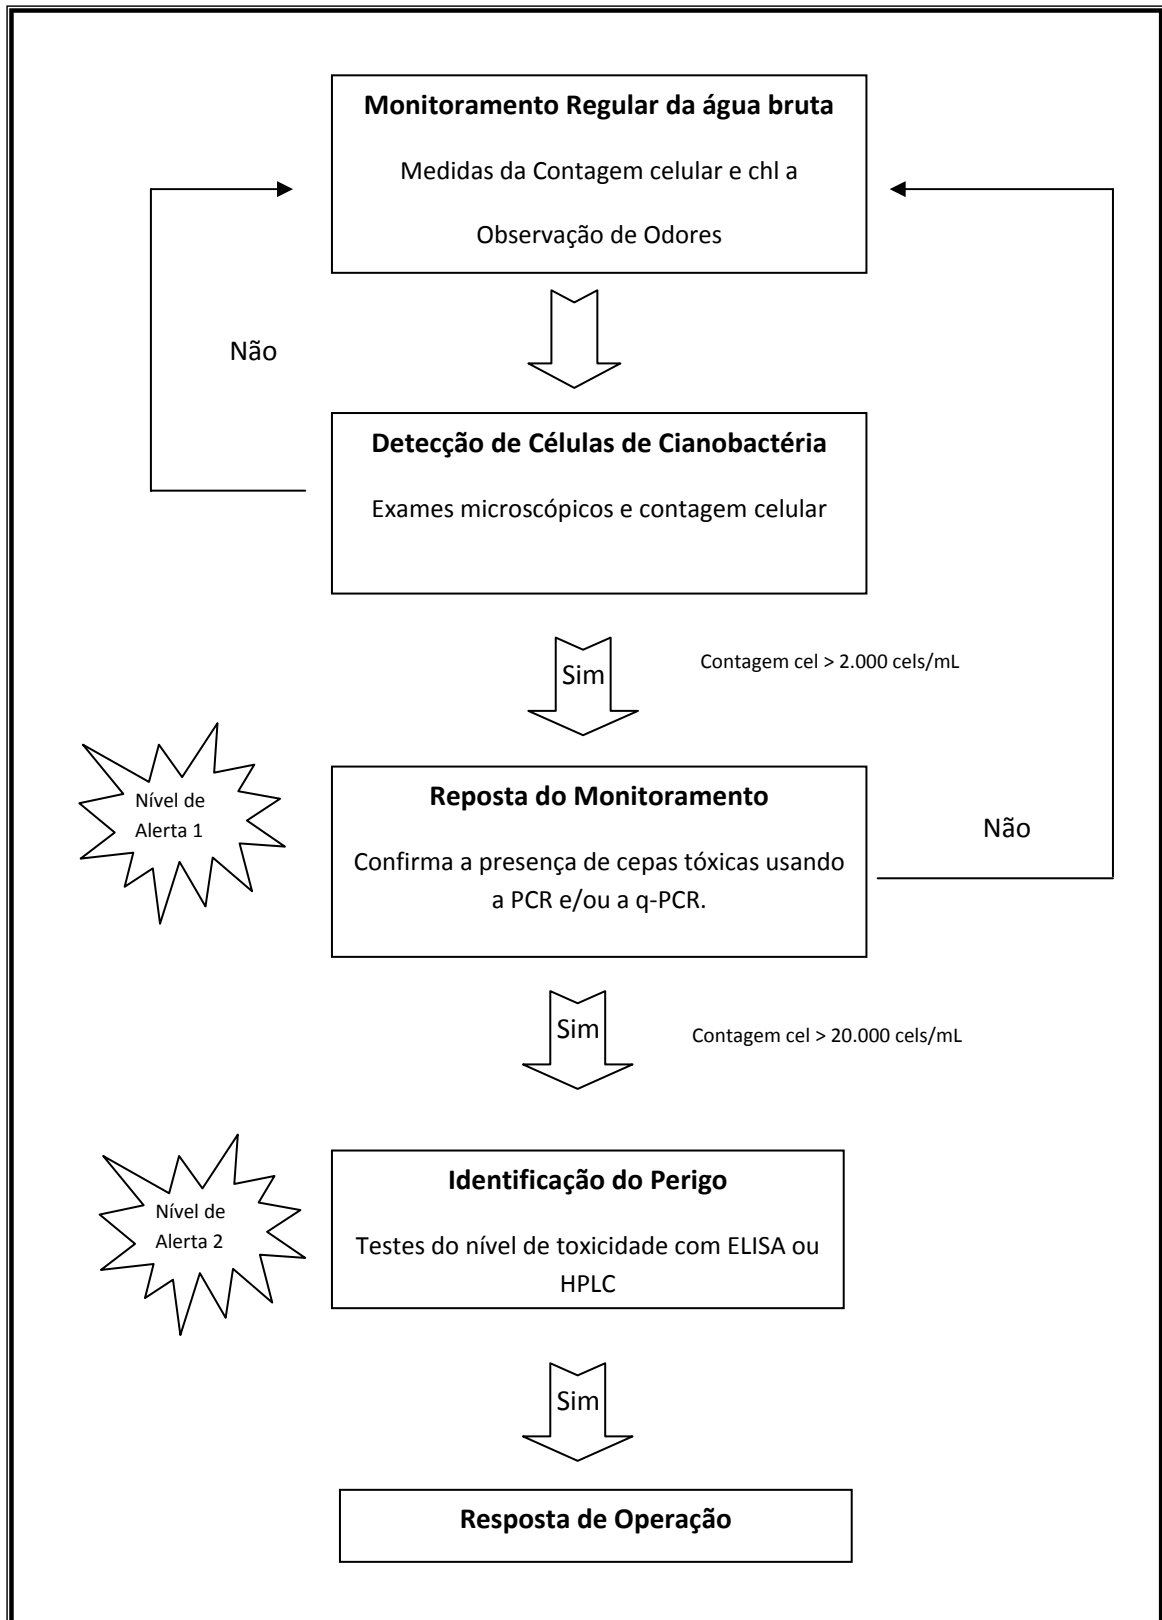 Monitoramento Regular da água bruta
Medidas da Contagem celular e chl a
Observação de Odores
Não
Detecção de Células de Cianobactéria
Exames microscópicos e contagem celular
Sim
Contagem cel > 2.000 cels/mL
Nível de
Alerta 1
Reposta do Monitoramento
Confirma a presença de cepas tóxicas usando
a PCR e/ou a q-PCR.
Não
Sim
Contagem cel > 20.000 cels/mL
Nível de
Alerta 2
Identificação do Perigo
Testes do nível de toxicidade com ELISA ou
HPLC
Sim
Resposta de Operação